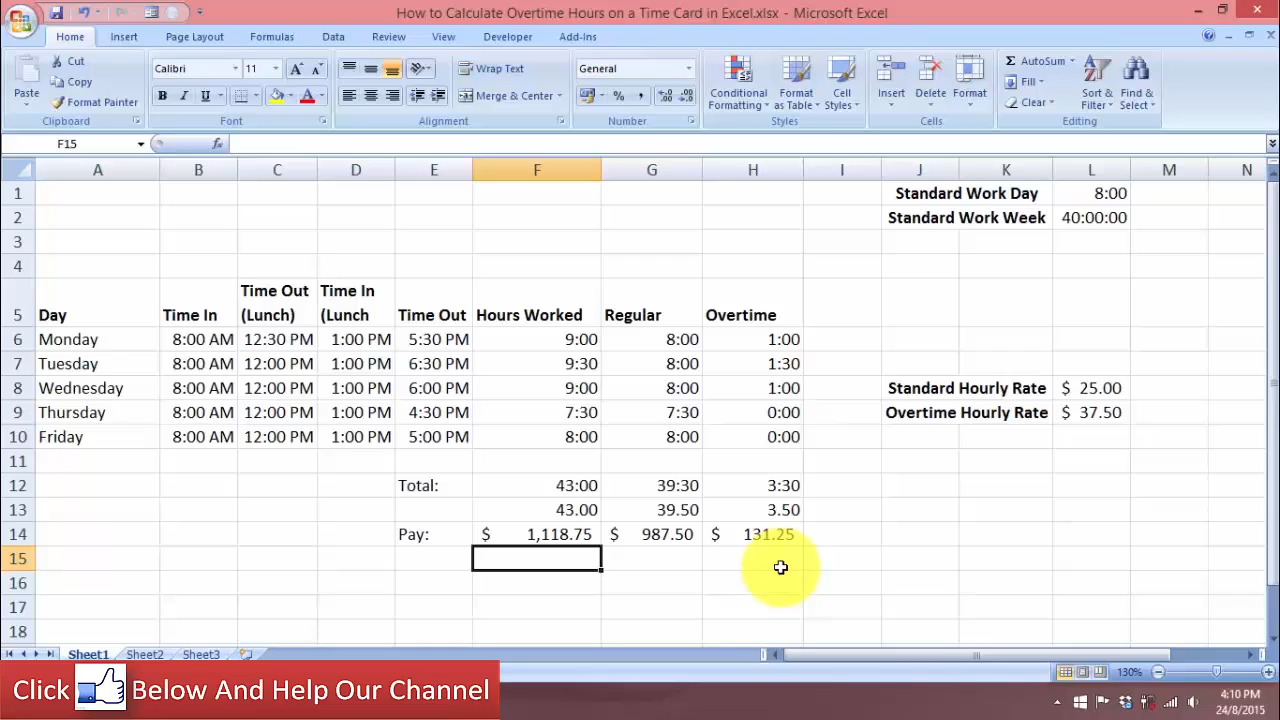 How to Calculate Overtime Hours on a Time Card in Excel.xlsx - Microsoft Excel
Home Insert Page Layout Formulas Data Review View Developer Add-Ins
Paste Cut Copy Format Painter
Calibri 11
Wrap Text
Merge & Center
General
Conditional Formatting Format as Table Cell Styles
Insert Delete Format
Σ AutoSum Fill Clear
Sort & Filter Find & Select
Clipboard Font Alignment Number Styles Cells Editing
F15 fx
A B C D E F G H I J K L M N
1 Standard Work Day 8:00
2 Standard Work Week 40:00:00
3
4
5 Day Time In Time Out (Lunch) Time In (Lunch Time Out Hours Worked Regular Overtime
6 Monday 8:00 AM 12:30 PM 1:00 PM 5:30 PM 9:00 8:00 1:00
7 Tuesday 8:00 AM 12:00 PM 1:00 PM 6:30 PM 9:30 8:00 1:30
8 Wednesday 8:00 AM 12:00 PM 1:00 PM 6:00 PM 9:00 8:00 1:00 Standard Hourly Rate $ 25.00
9 Thursday 8:00 AM 12:00 PM 1:00 PM 4:30 PM 7:30 7:30 0:00 Overtime Hourly Rate $ 37.50
10 Friday 8:00 AM 12:00 PM 1:00 PM 5:00 PM 8:00 8:00 0:00
11
12 Total: 43:00 39:30 3:30
13 43.00 39.50 3.50
14 Pay: $ 1,118.75 $ 987.50 $ 131.25
15
16
17
18
Sheet1 Sheet2 Sheet3
130%
Click Below And Help Our Channel
4:10 PM
24/8/2015